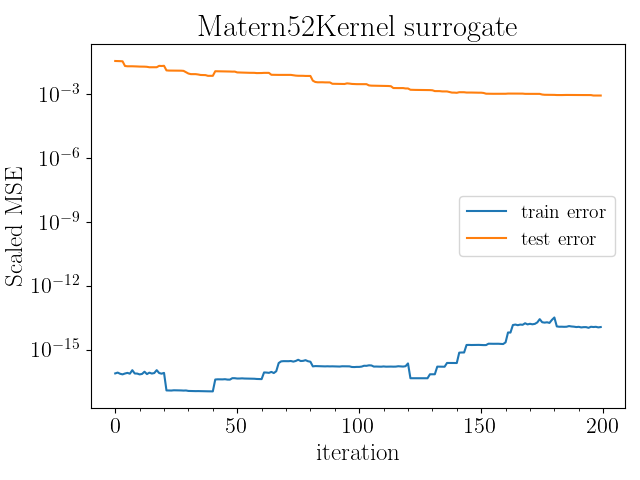 Matern52Kernel surrogate
Scaled MSE
10⁻³
10⁻⁶
10⁻⁹
10⁻¹²
10⁻¹⁵
train error
test error
0 50 100 150 200
iteration